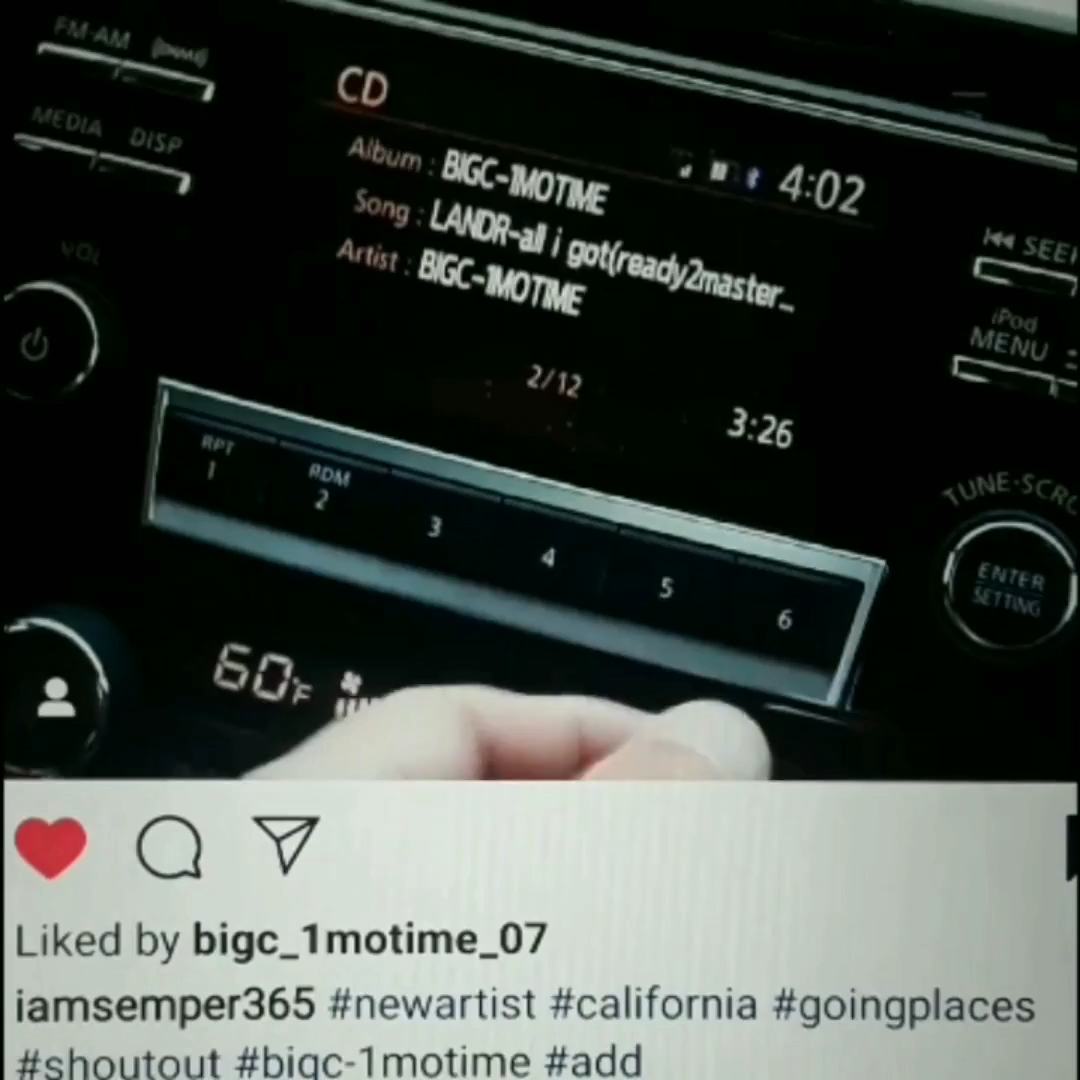 FM·AM
MEDIA DISP
VOL
CD
4:02
Album : BIGC-1MOTIME
Song : LANDR-all i got(ready2master_
Artist : BIGC-1MOTIME
2/12
3:26
SEEK
iPod
MENU
RPT
1
RDM
2
3
4
5
6
TUNE·SCRO
ENTER
SETTING
60°F
Liked by bigc_1motime_07
iamsemper365 #newartist #california #goingplaces
#shoutout #bigc-1motime #add